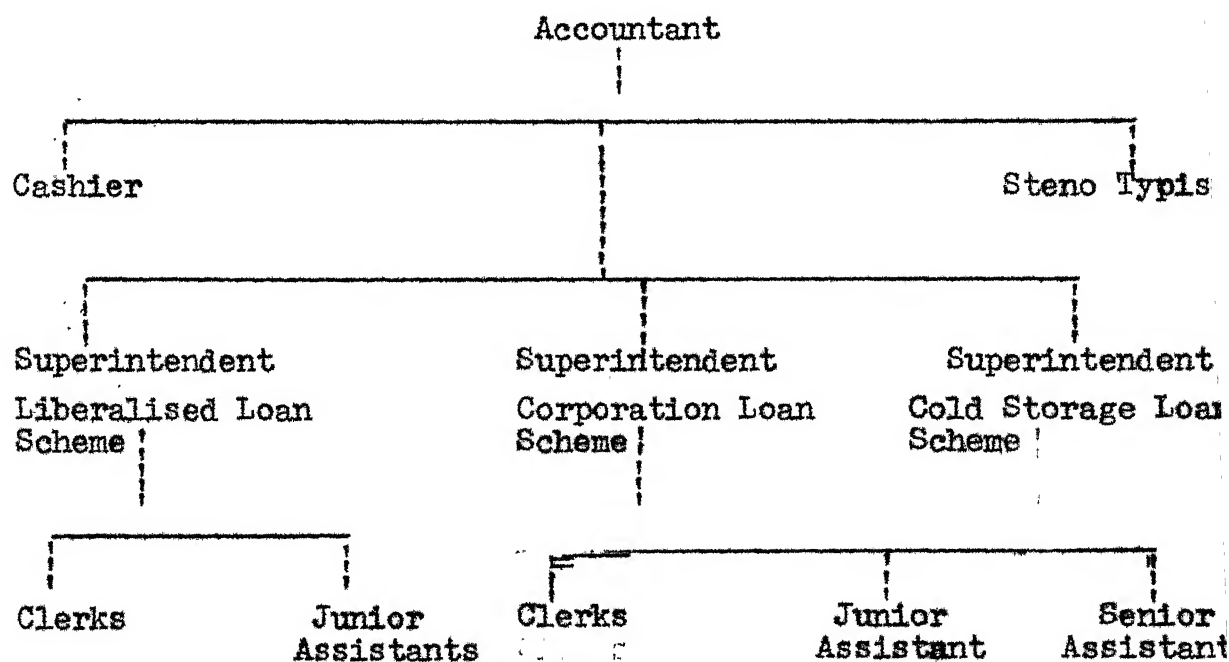 Accountant
Cashier Steno Typis
Superintendent Superintendent Superintendent
Liberalised Loan Corporation Loan Cold Storage Loan
Scheme Scheme Scheme
Clerks Junior Clerks Junior Senior
Assistants Assistant Assistant